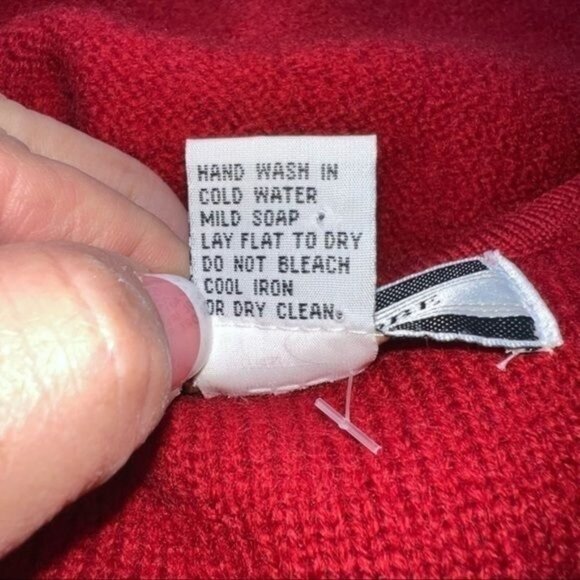 HAND WASH IN
COLD WATER
MILD SOAP
LAY FLAT TO DRY
DO NOT BLEACH
COOL IRON
OR DRY CLEAN.